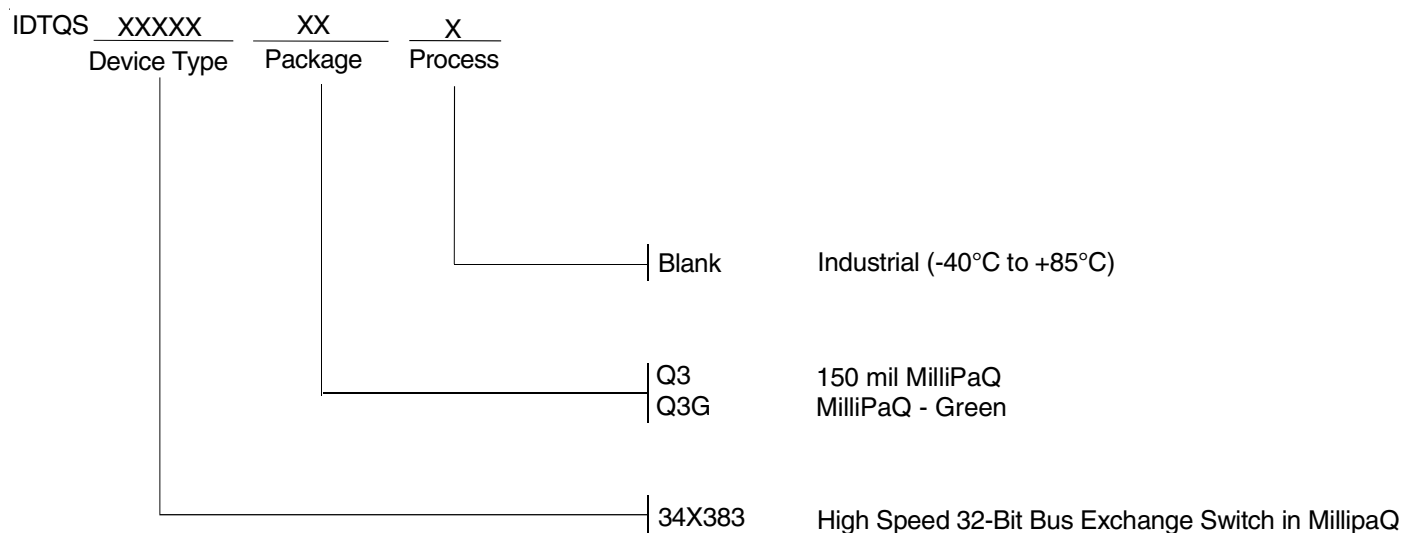 IDTQS XXXXX XX X
Device Type Package Process
Blank Industrial (-40°C to +85°C)
Q3 150 mil MilliPaQ
Q3G MilliPaQ - Green
34X383 High Speed 32-Bit Bus Exchange Switch in MillipaQ